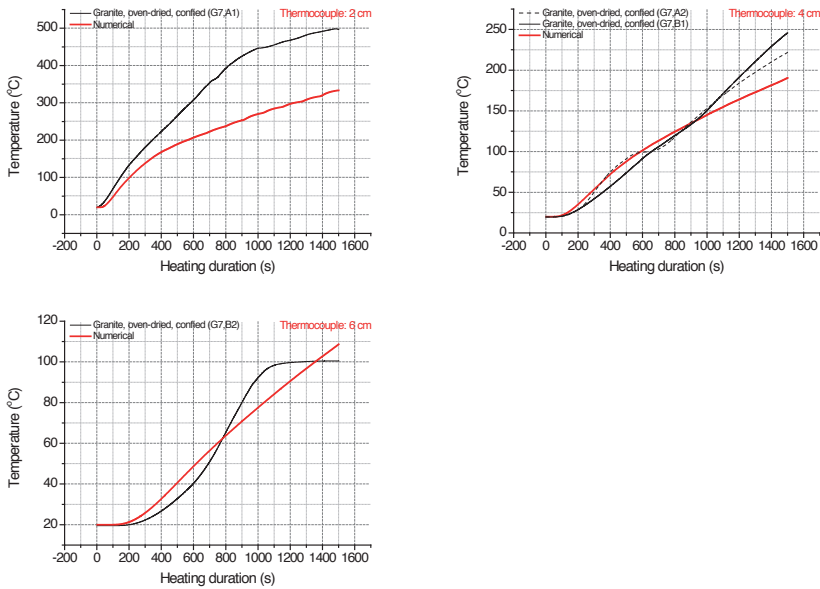 Granite, oven-dried, confied (G7,A1)
Numerical
Thermocouple: 2 cm
500
400
300
200
100
0
Temperature (°C)
-200 0 200 400 600 800 1000 1200 1400 1600
Heating duration (s)
Granite, oven-dried, confied (G7,A2)
Granite, oven-dried, confied (G7,B1)
Numerical
Thermocouple: 4 cm
250
200
150
100
50
0
Temperature (°C)
-200 0 200 400 600 800 1000 1200 1400 1600
Heating duration (s)
Granite, oven-dried, confied (G7,B2)
Numerical
Thermocouple: 6 cm
120
100
80
60
40
20
Temperature (°C)
-200 0 200 400 600 800 1000 1200 1400 1600
Heating duration (s)